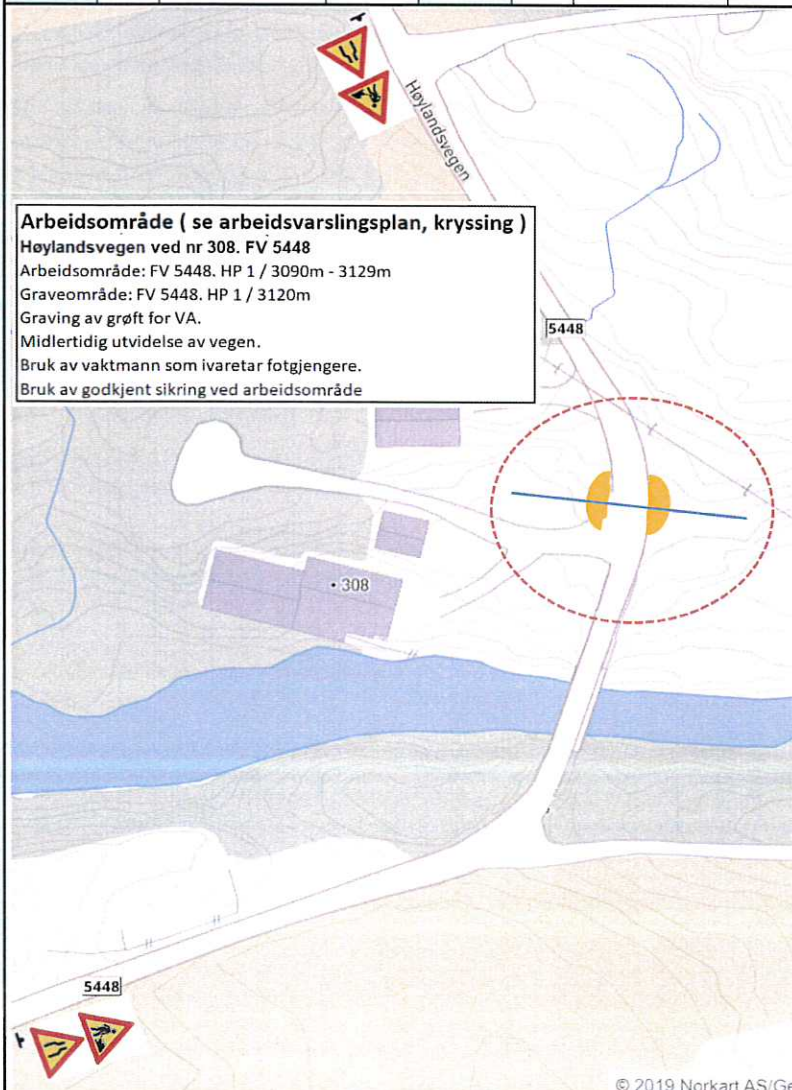 Høylandsvegen
Arbeidsområde ( se arbeidsvarslingsplan, kryssing )
Høylandsvegen ved nr 308. FV 5448
Arbeidsområde: FV 5448. HP 1 / 3090m - 3129m
Graveområde: FV 5448. HP 1 / 3120m
Graving av grøft for VA.
Midlertidig utvidelse av vegen.
Bruk av vaktmann som ivaretar fotgjengere.
Bruk av godkjent sikring ved arbeidsområde
5448
308
5448
© 2019 Norkart AS/Ge